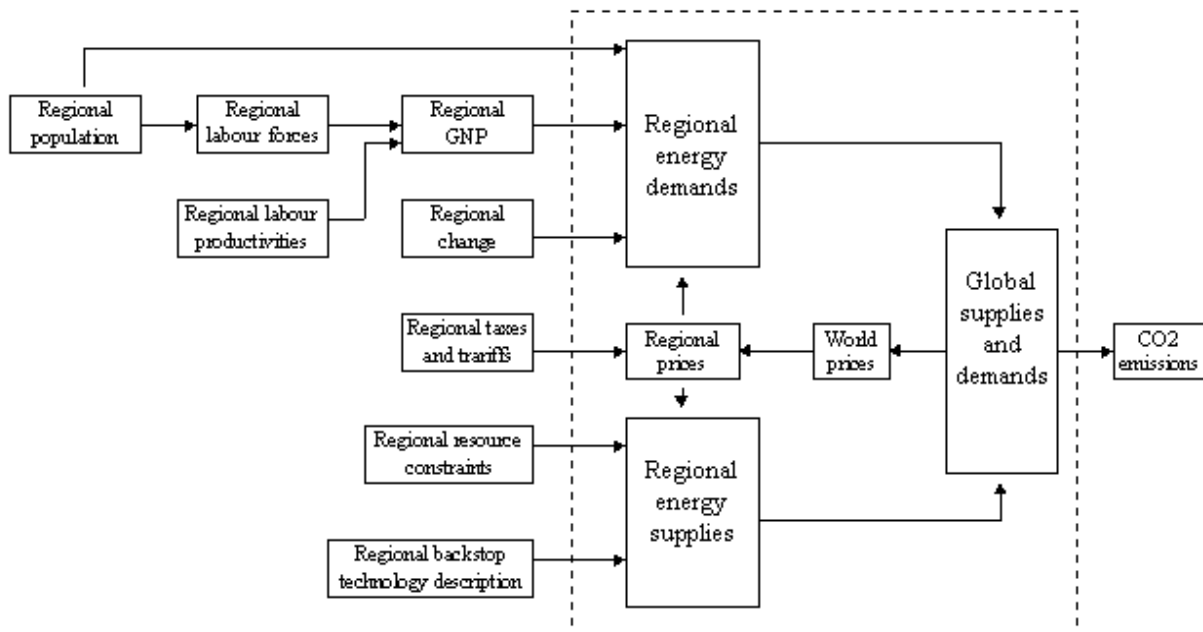 Regional
population
Regional
labour forces
Regional
GNP
Regional
energy
demands
Regional labour
productivities
Regional
change
Global
supplies
and
demands
Regional taxes
and trariffs
Regional
prices
World
prices
CO2
emissions
Regional resource
constraints
Regional
energy
supplies
Regional backstop
technology description